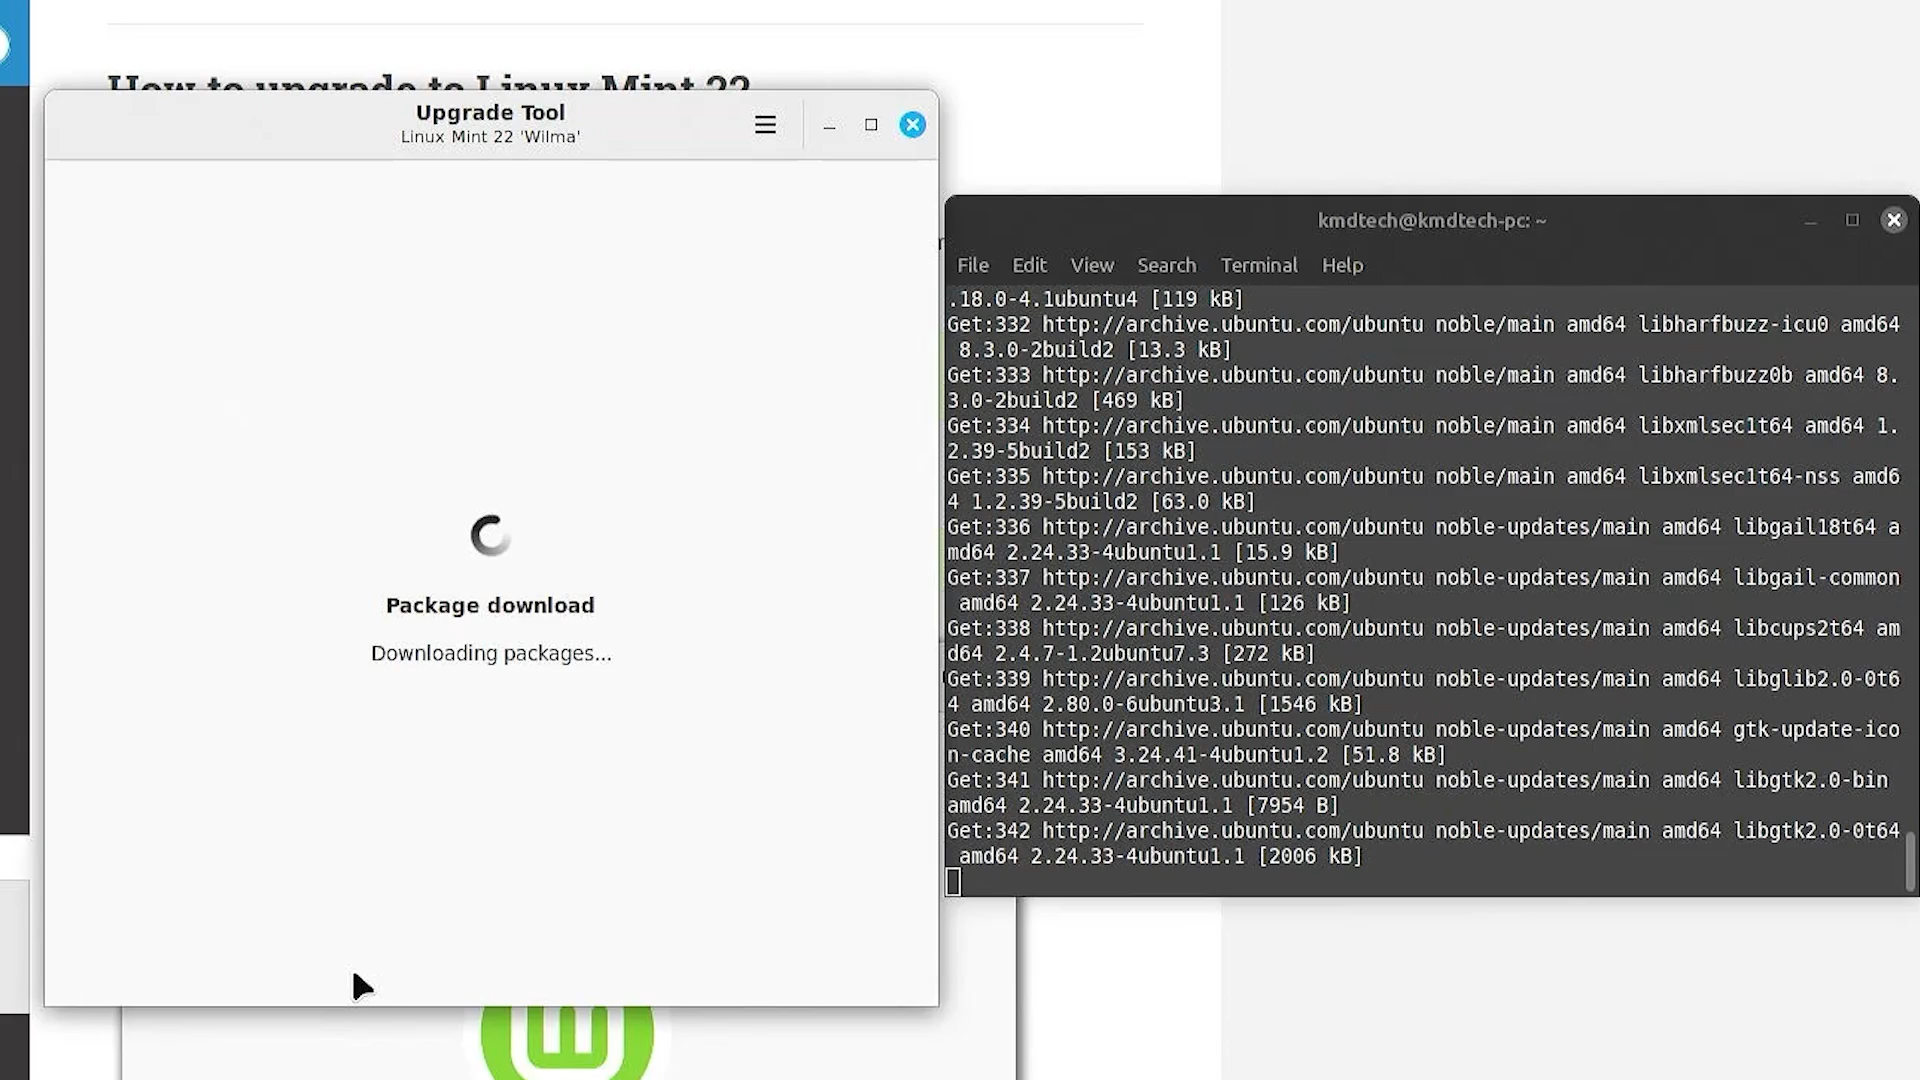 How to upgrade to Linux Mint 22
Upgrade Tool
Linux Mint 22 'Wilma'
Package download
Downloading packages...
kmdtech@kmdtech-pc: ~
File Edit View Search Terminal Help
.18.0-4.1ubuntu4 [119 kB]
Get:332 http://archive.ubuntu.com/ubuntu noble/main amd64 libharfbuzz-icu0 amd64
8.3.0-2build2 [13.3 kB]
Get:333 http://archive.ubuntu.com/ubuntu noble/main amd64 libharfbuzz0b amd64 8.
3.0-2build2 [469 kB]
Get:334 http://archive.ubuntu.com/ubuntu noble/main amd64 libxmlsec1t64 amd64 1.
2.39-5build2 [153 kB]
Get:335 http://archive.ubuntu.com/ubuntu noble/main amd64 libxmlsec1t64-nss amd6
4 1.2.39-5build2 [63.0 kB]
Get:336 http://archive.ubuntu.com/ubuntu noble-updates/main amd64 libgail18t64 a
md64 2.24.33-4ubuntu1.1 [15.9 kB]
Get:337 http://archive.ubuntu.com/ubuntu noble-updates/main amd64 libgail-common
amd64 2.24.33-4ubuntu1.1 [126 kB]
Get:338 http://archive.ubuntu.com/ubuntu noble-updates/main amd64 libcups2t64 am
d64 2.4.7-1.2ubuntu7.3 [272 kB]
Get:339 http://archive.ubuntu.com/ubuntu noble-updates/main amd64 libglib2.0-0t6
4 amd64 2.80.0-6ubuntu3.1 [1546 kB]
Get:340 http://archive.ubuntu.com/ubuntu noble-updates/main amd64 gtk-update-ico
n-cache amd64 3.24.41-4ubuntu1.2 [51.8 kB]
Get:341 http://archive.ubuntu.com/ubuntu noble-updates/main amd64 libgtk2.0-bin
amd64 2.24.33-4ubuntu1.1 [7954 B]
Get:342 http://archive.ubuntu.com/ubuntu noble-updates/main amd64 libgtk2.0-0t64
amd64 2.24.33-4ubuntu1.1 [2006 kB]